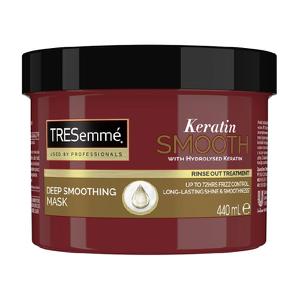 TRESemmé
USED BY PROFESSIONALS
DEEP SMOOTHING
MASK
Keratin
SMOOTH
WITH HYDROLYSED KERATIN
RINSE OUT TREATMENT
UP TO 72HRS FRIZZ CONTROL
LONG-LASTING SHINE & SMOOTHNESS
440 mL e